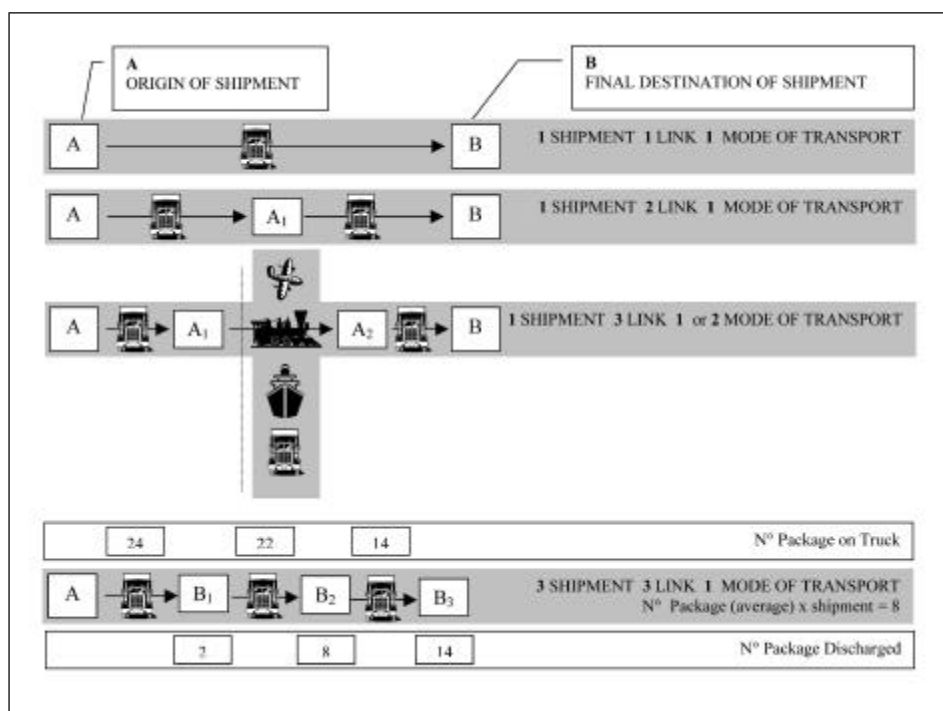 A
ORIGIN OF SHIPMENT
B
FINAL DESTINATION OF SHIPMENT
A B 1 SHIPMENT 1 LINK 1 MODE OF TRANSPORT
A A1 B 1 SHIPMENT 2 LINK 1 MODE OF TRANSPORT
A A1 A2 B 1 SHIPMENT 3 LINK 1 or 2 MODE OF TRANSPORT
24 22 14 N° Package on Truck
A B1 B2 B3 3 SHIPMENT 3 LINK 1 MODE OF TRANSPORT
N° Package (average) x shipment = 8
2 8 14 N° Package Discharged